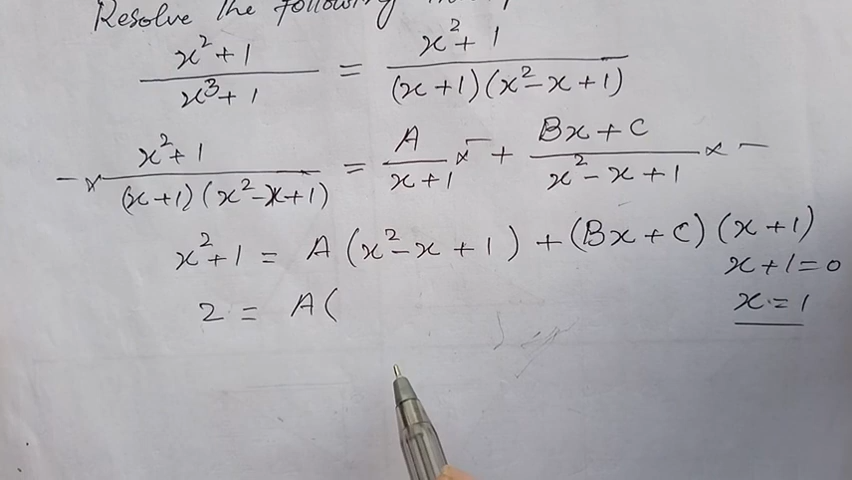 Resolve the following
x²+1 / x³+1 = x²+1 / (x+1)(x²-x+1)
-× x²+1 / (x+1)(x²-x+1) = A / x+1 ×- + Bx+C / x²-x+1 ×-
x²+1 = A(x²-x+1) + (Bx+C)(x+1)
x+1=0
2 = A(
x=1